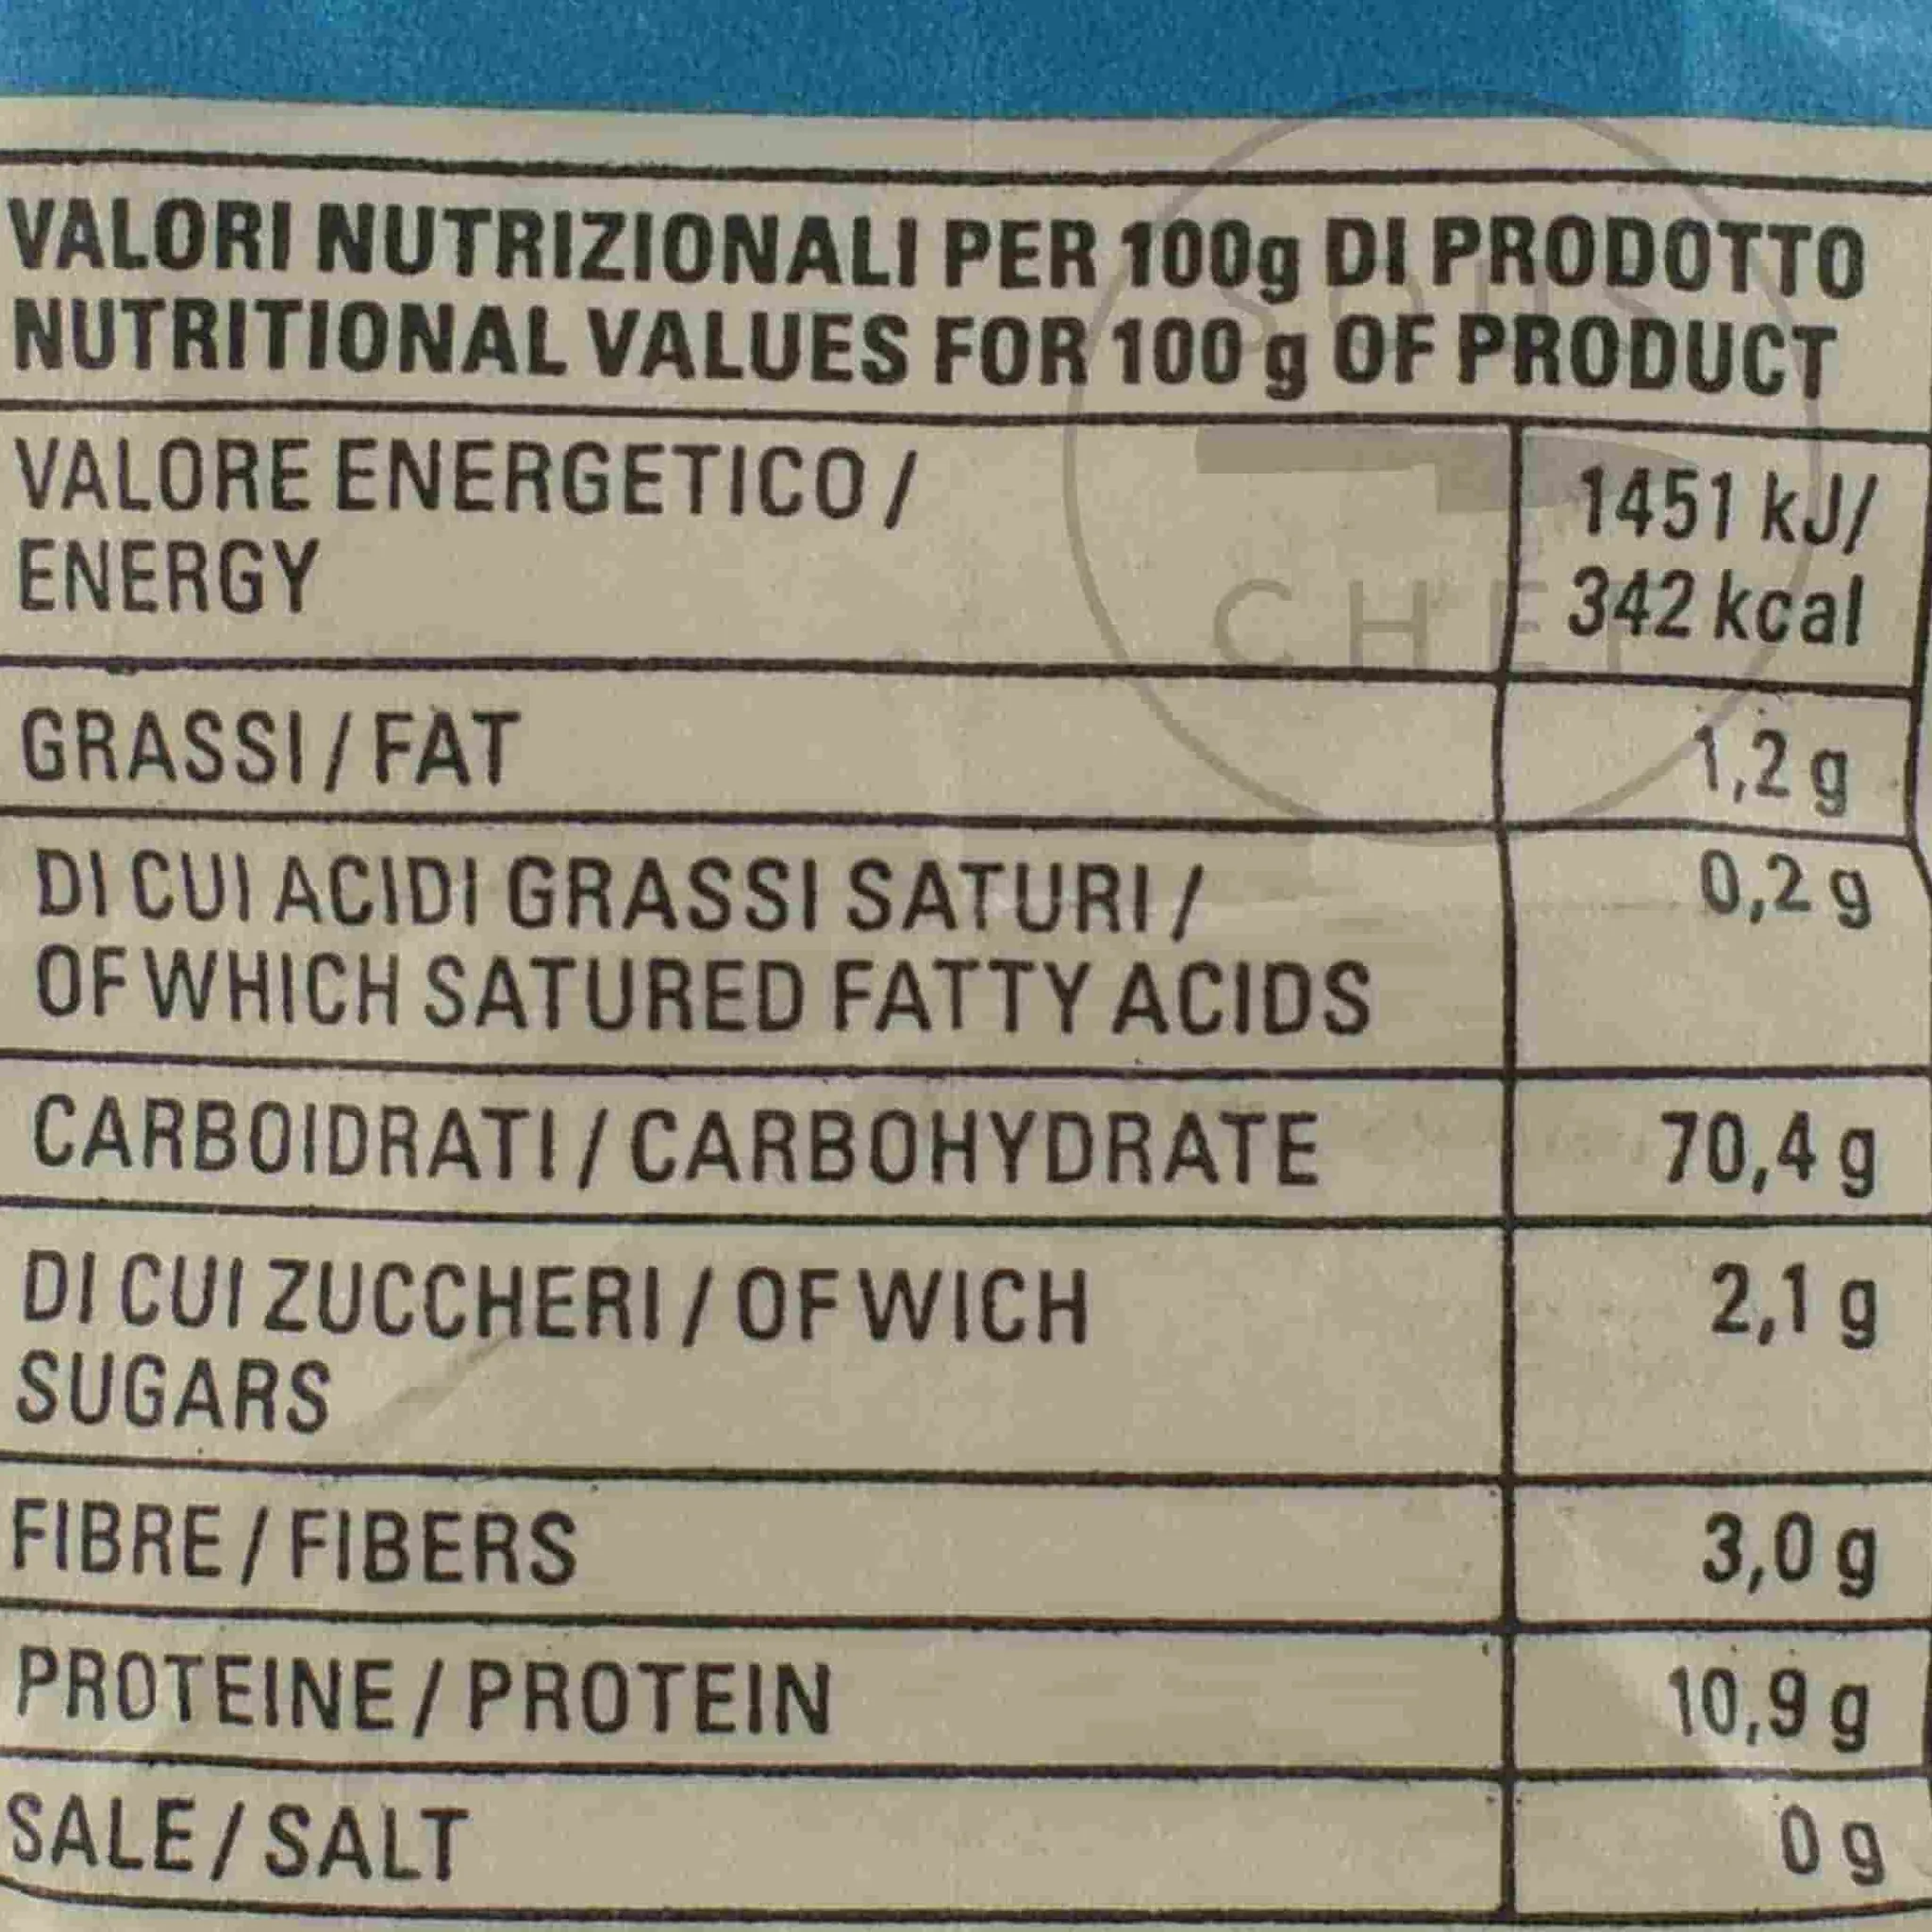 VALORI NUTRIZIONALI PER 100g DI PRODOTTO
NUTRITIONAL VALUES FOR 100 g OF PRODUCT
VALORE ENERGETICO /
ENERGY
1451 kJ/
342 kcal
GRASSI / FAT
1,2 g
DI CUI ACIDI GRASSI SATURI /
OF WHICH SATURED FATTY ACIDS
0,2 g
CARBOIDRATI / CARBOHYDRATE
70,4 g
DI CUI ZUCCHERI / OF WICH
SUGARS
2,1 g
FIBRE / FIBERS
3,0 g
PROTEINE / PROTEIN
10,9 g
SALE / SALT
0 g
SOUS
CHEF